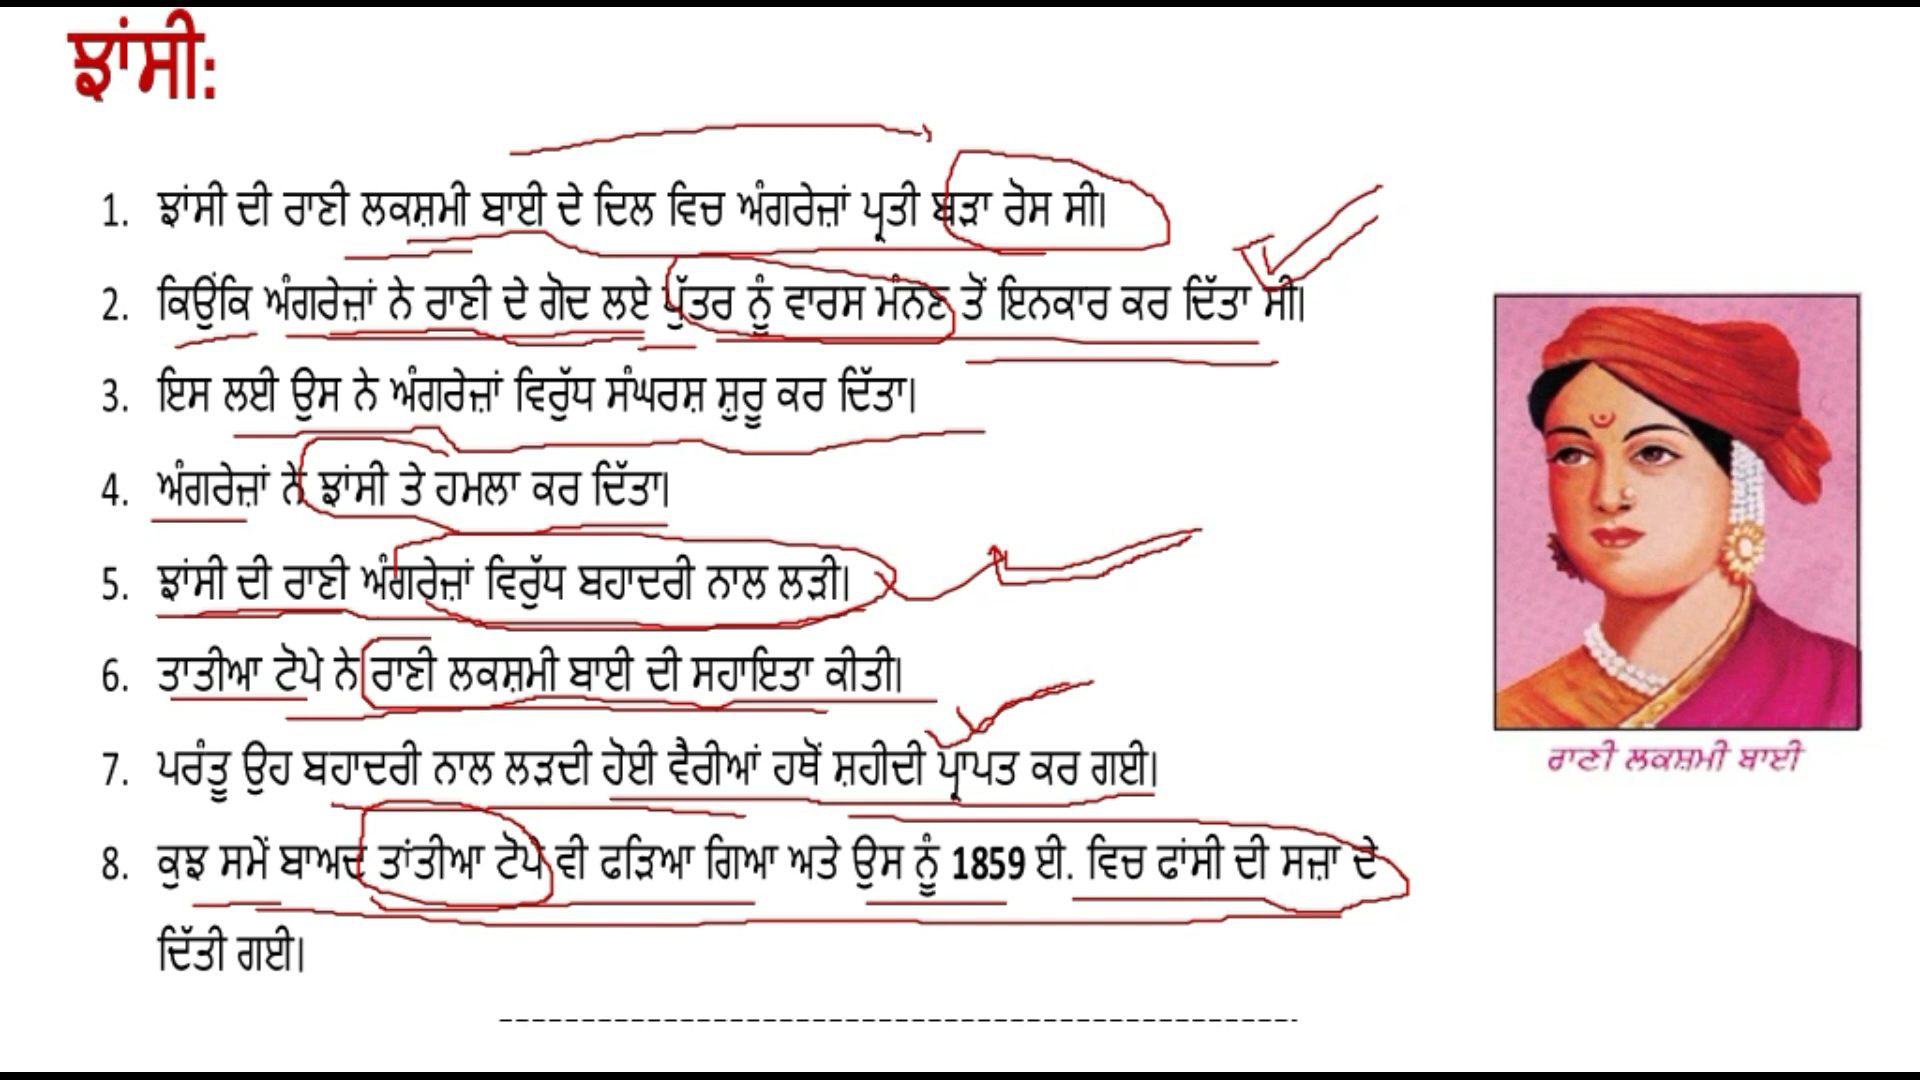 ਝਾਂਸੀ:
1. ਝਾਂਸੀ ਦੀ ਰਾਣੀ ਲਕਸ਼ਮੀ ਬਾਈ ਦੇ ਦਿਲ ਵਿਚ ਅੰਗਰੇਜ਼ਾਂ ਪ੍ਰਤੀ ਬੜਾ ਰੋਸ ਸੀ।
2. ਕਿਉਂਕਿ ਅੰਗਰੇਜ਼ਾਂ ਨੇ ਰਾਣੀ ਦੇ ਗੋਦ ਲਏ ਪੁੱਤਰ ਨੂੰ ਵਾਰਸ ਮੰਨਣ ਤੋਂ ਇਨਕਾਰ ਕਰ ਦਿੱਤਾ ਸੀ।
3. ਇਸ ਲਈ ਉਸ ਨੇ ਅੰਗਰੇਜ਼ਾਂ ਵਿਰੁੱਧ ਸੰਘਰਸ਼ ਸ਼ੁਰੂ ਕਰ ਦਿੱਤਾ।
4. ਅੰਗਰੇਜ਼ਾਂ ਨੇ ਝਾਂਸੀ ਤੇ ਹਮਲਾ ਕਰ ਦਿੱਤਾ।
5. ਝਾਂਸੀ ਦੀ ਰਾਣੀ ਅੰਗਰੇਜ਼ਾਂ ਵਿਰੁੱਧ ਬਹਾਦਰੀ ਨਾਲ ਲੜੀ।
6. ਤਾਤੀਆ ਟੋਪੇ ਨੇ ਰਾਣੀ ਲਕਸ਼ਮੀ ਬਾਈ ਦੀ ਸਹਾਇਤਾ ਕੀਤੀ।
7. ਪਰੰਤੂ ਉਹ ਬਹਾਦਰੀ ਨਾਲ ਲੜਦੀ ਹੋਈ ਵੈਰੀਆਂ ਹਥੋਂ ਸ਼ਹੀਦੀ ਪ੍ਰਾਪਤ ਕਰ ਗਈ।
8. ਕੁਝ ਸਮੇਂ ਬਾਅਦ ਤਾਂਤੀਆ ਟੋਪੇ ਵੀ ਫੜਿਆ ਗਿਆ ਅਤੇ ਉਸ ਨੂੰ 1859 ਈ. ਵਿਚ ਫਾਂਸੀ ਦੀ ਸਜ਼ਾ ਦੇ
ਦਿੱਤੀ ਗਈ।
ਰਾਣੀ ਲਕਸ਼ਮੀ ਬਾਈ